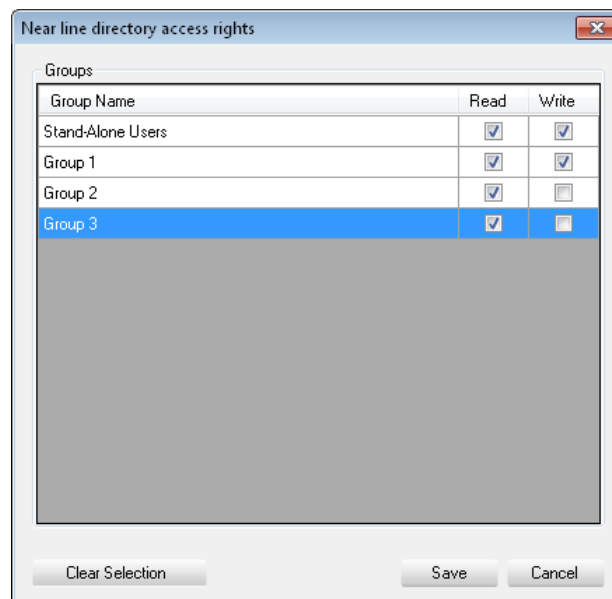 Near line directory access rights
Groups
Group Name Read Write
Stand-Alone Users
Group 1
Group 2
Group 3
Clear Selection Save Cancel